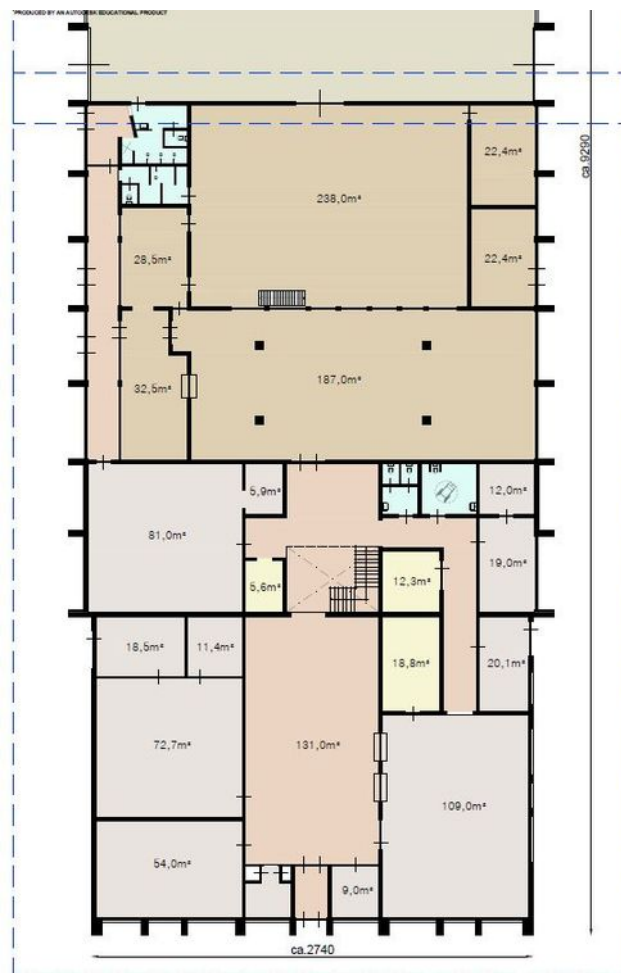 PRODUCED BY AN AUTODESK EDUCATIONAL PRODUCT
ca.9290
22,4m²
238,0m²
22,4m²
28,5m²
187,0m²
32,5m²
5,9m²
12,0m²
81,0m²
19,0m²
5,6m²
12,3m²
18,5m²
11,4m²
18,8m²
20,1m²
72,7m²
131,0m²
109,0m²
54,0m²
9,0m²
ca.2740